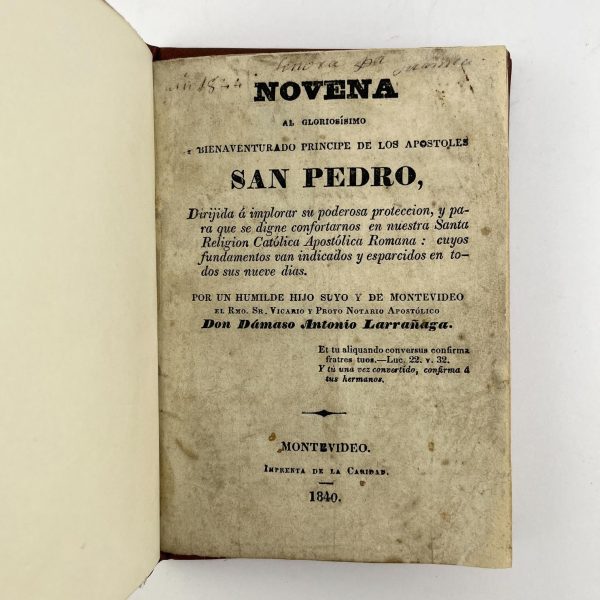 1844
NOVENA
AL GLORIOSÍSIMO
Y BIENAVENTURADO PRINCIPE DE LOS APOSTOLES
SAN PEDRO,
Dirijida á implorar su poderosa proteccion, y pa-
ra que se digne confortarnos en nuestra Santa
Religion Católica Apostólica Romana: cuyos
fundamentos van indicados y esparcidos en to-
dos sus nueve dias.
POR UN HUMILDE HIJO SUYO Y DE MONTEVIDEO
EL RMO. SR. VICARIO Y PROTO NOTARIO APOSTÓLICO
Don Dámaso Antonio Larrañaga.
Et tu aliquando conversus confirma
fratres tuos.—Luc. 22. v. 32.
Y tú una vez convertido, confirma á
tus hermanos.
MONTEVIDEO.
IMPRENTA DE LA CARIDAD.
1840.